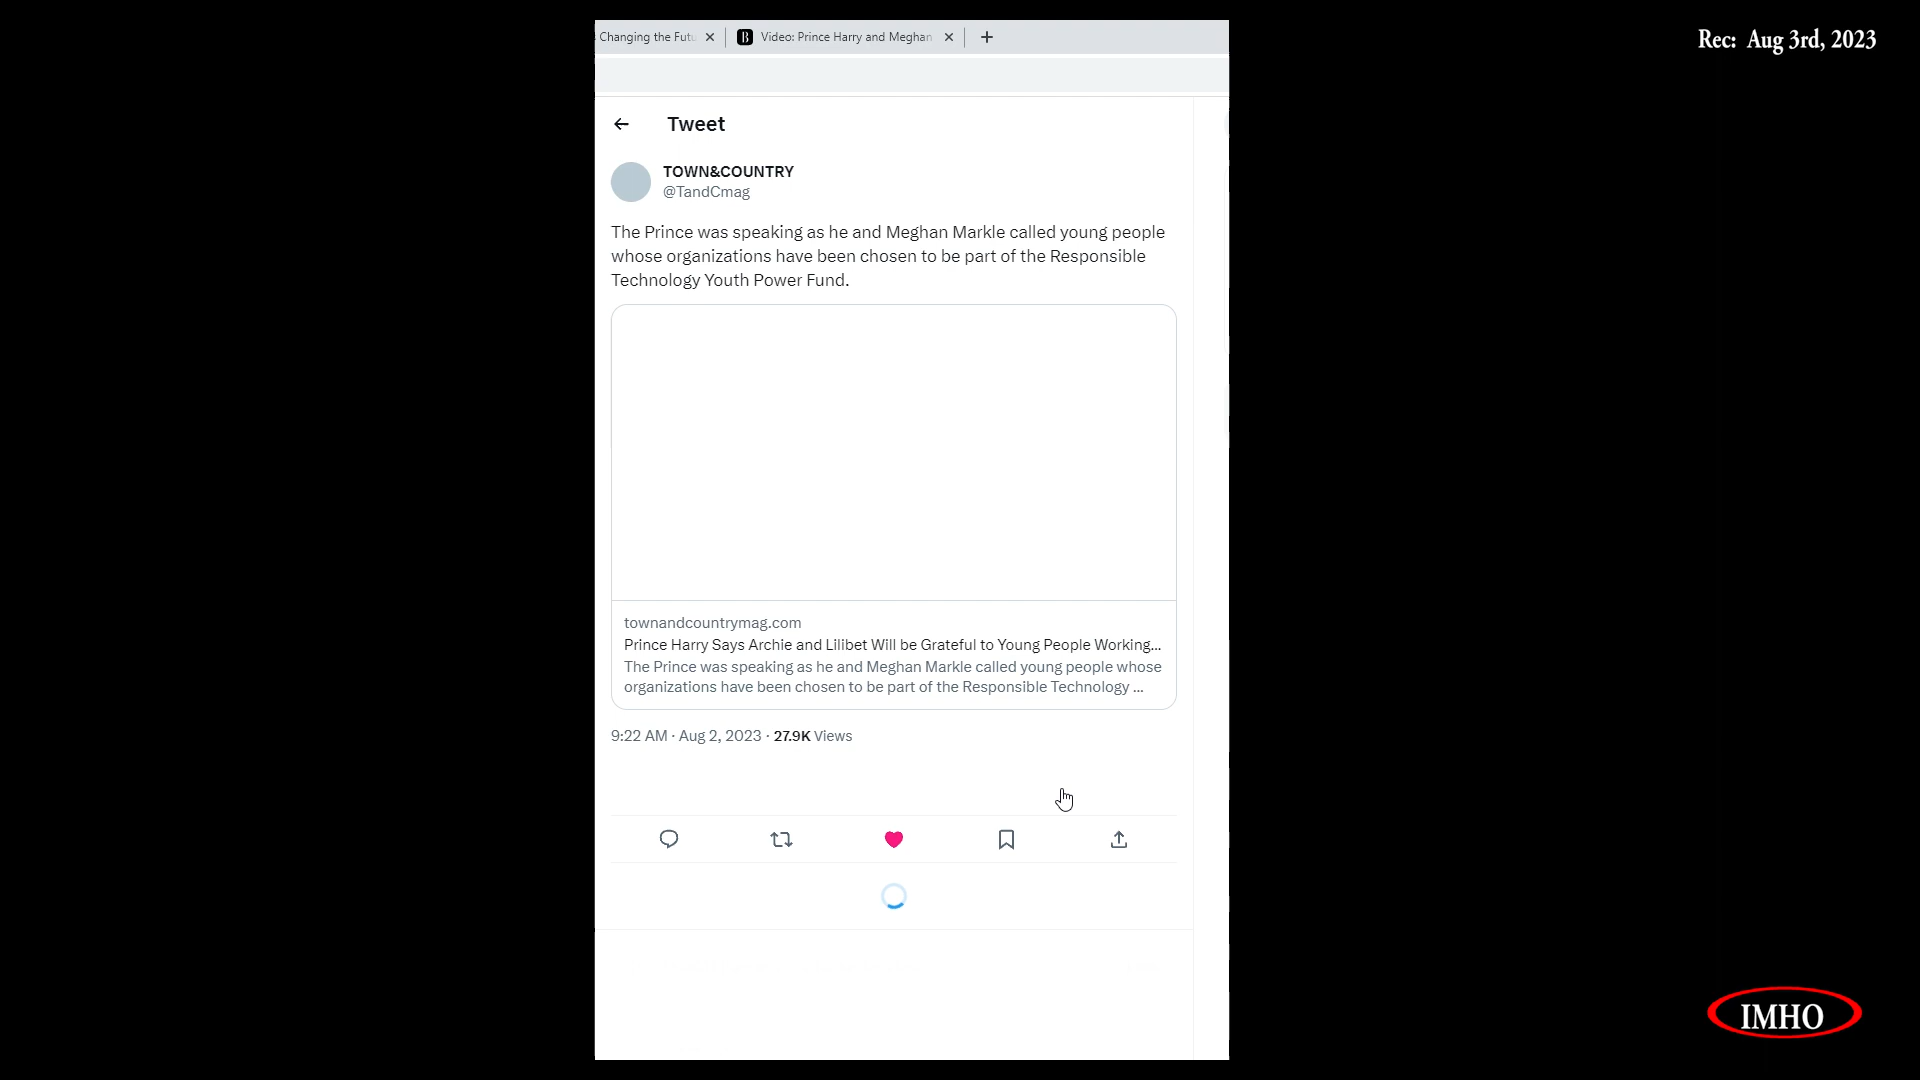 Changing the Futu
B Video: Prince Harry and Meghan
Rec: Aug 3rd, 2023
Tweet
TOWN&COUNTRY
@TandCmag
The Prince was speaking as he and Meghan Markle called young people
whose organizations have been chosen to be part of the Responsible
Technology Youth Power Fund.
townandcountrymag.com
Prince Harry Says Archie and Lilibet Will be Grateful to Young People Working...
The Prince was speaking as he and Meghan Markle called young people whose
organizations have been chosen to be part of the Responsible Technology ...
9:22 AM · Aug 2, 2023 · 27.9K Views
IMHO